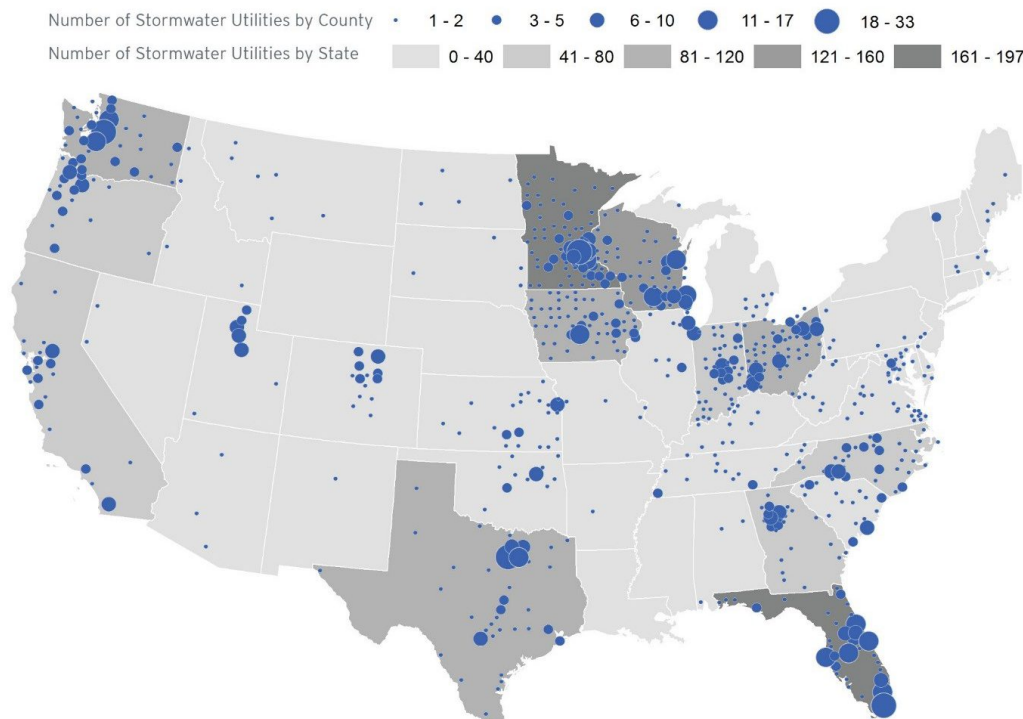 Number of Stormwater Utilities by County 1 - 2 3 - 5 6 - 10 11 - 17 18 - 33
Number of Stormwater Utilities by State 0 - 40 41 - 80 81 - 120 121 - 160 161 - 197